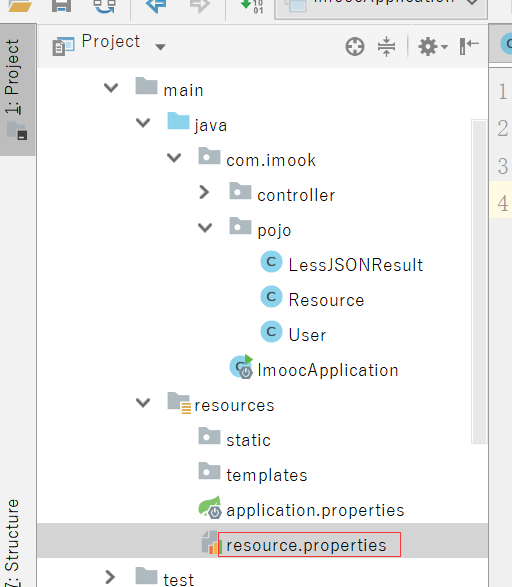 ImoocApplication
Project
1: Project
main
java
com.imook
controller
pojo
LessJSONResult
Resource
User
ImoocApplication
resources
static
templates
application.properties
resource.properties
test
7: Structure
1
2
3
4